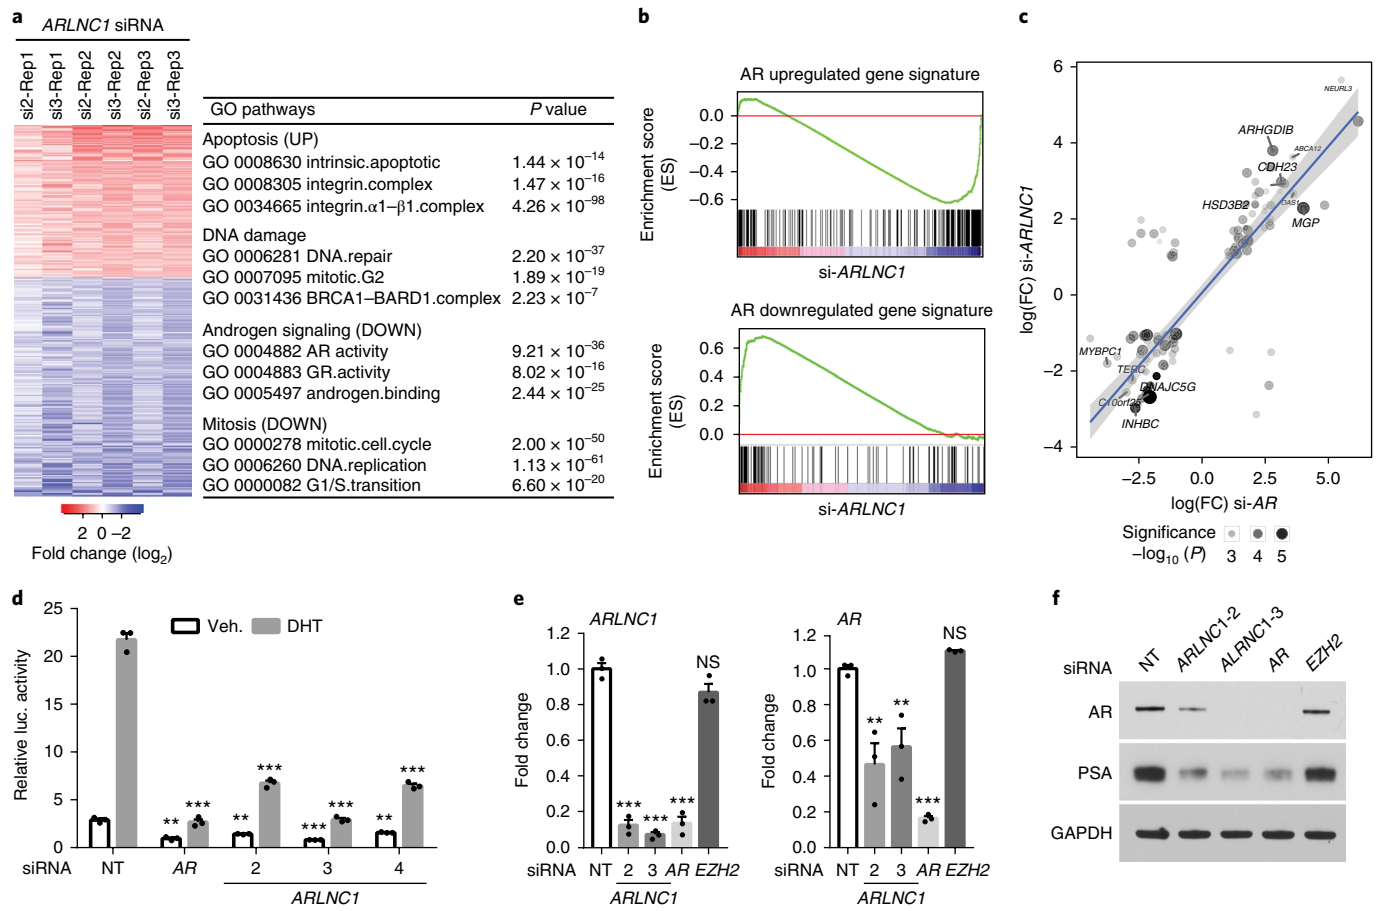 a
ARLNC1 siRNA
si2-Rep1
si3-Rep1
si2-Rep2
si3-Rep2
si2-Rep3
si3-Rep3
GO pathways P value
Apoptosis (UP)
GO 0008630 intrinsic.apoptotic 1.44 × 10⁻¹⁴
GO 0008305 integrin.complex 1.47 × 10⁻¹⁶
GO 0034665 integrin.α1–β1.complex 4.26 × 10⁻⁹⁸
DNA damage
GO 0006281 DNA.repair 2.20 × 10⁻³⁷
GO 0007095 mitotic.G2 1.89 × 10⁻¹⁹
GO 0031436 BRCA1–BARD1.complex 2.23 × 10⁻⁷
Androgen signaling (DOWN)
GO 0004882 AR activity 9.21 × 10⁻³⁶
GO 0004883 GR.activity 8.02 × 10⁻¹⁶
GO 0005497 androgen.binding 2.44 × 10⁻²⁵
Mitosis (DOWN)
GO 0000278 mitotic.cell.cycle 2.00 × 10⁻⁵⁰
GO 0006260 DNA.replication 1.13 × 10⁻⁶¹
GO 0000082 G1/S.transition 6.60 × 10⁻²⁰
2 0 –2
Fold change (log₂)
b
AR upregulated gene signature
Enrichment score
(ES)
0.0
–0.2
–0.4
–0.6
si-ARLNC1
AR downregulated gene signature
Enrichment score
(ES)
0.6
0.4
0.2
0.0
si-ARLNC1
c
log(FC) si-ARLNC1
6
4
2
0
–2
–4
NEURL3
ARHGDIB
ABCA12
CDH23
OAS1
HSD3B2
MGP
MYBPC1
TERC
DNAJC5G
C10orf25
INHBC
–2.5 0.0 2.5 5.0
log(FC) si-AR
Significance
–log₁₀ (P) 3 4 5
d
Relative luc. activity
25
20
15
10
5
0
Veh. DHT
** *** ** *** *** *** ** ***
siRNA NT AR 2 3 4
ARLNC1
e
ARLNC1
Fold change
1.2
1.0
0.8
0.6
0.4
0.2
0.0
*** *** *** NS
siRNA NT 2 3 AR EZH2
ARLNC1
AR
Fold change
1.2
1.0
0.8
0.6
0.4
0.2
0.0
** ** *** NS
NT 2 3 AR EZH2
ARLNC1
f
siRNA NT ARLNC1-2 ALRNC1-3 AR EZH2
AR
PSA
GAPDH